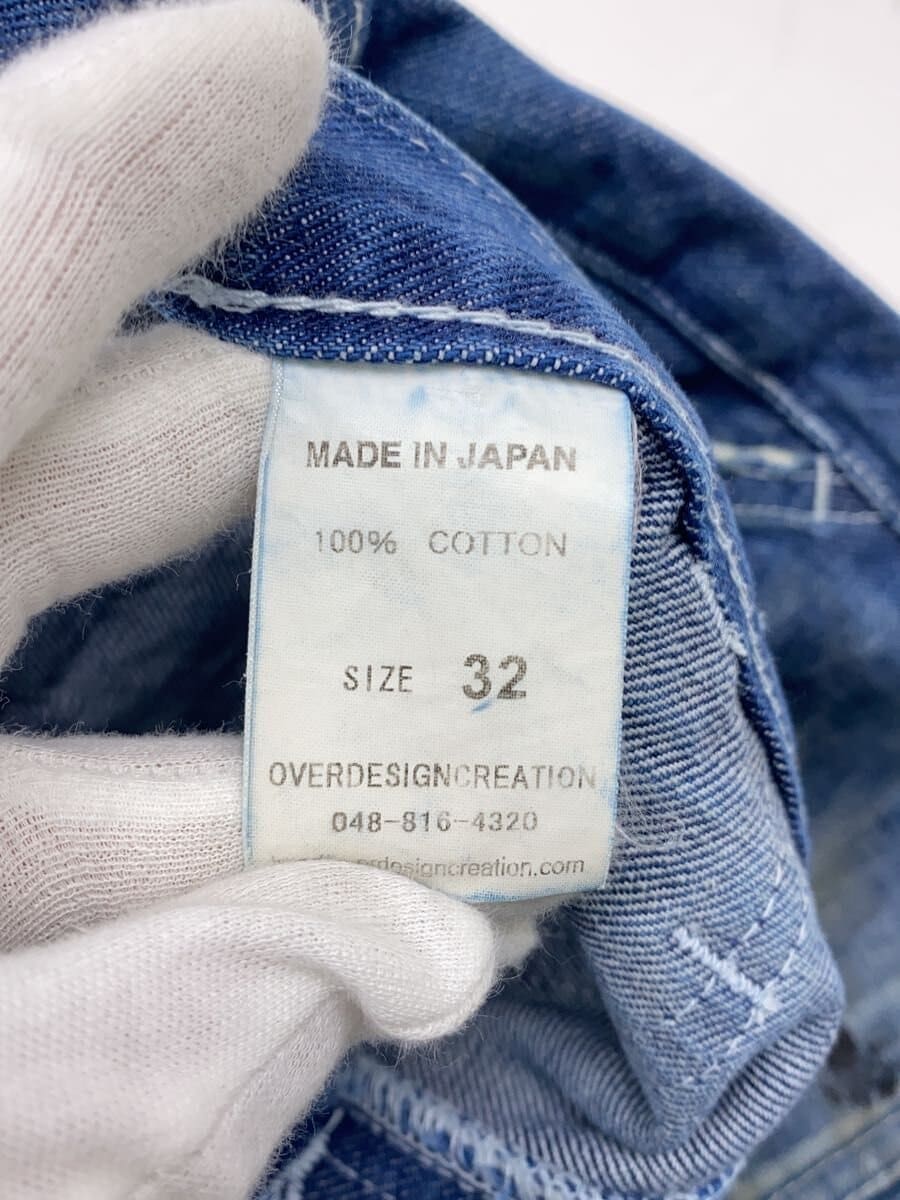 MADE IN JAPAN
100% COTTON
SIZE 32
OVERDESIGNCREATION
048-816-4320